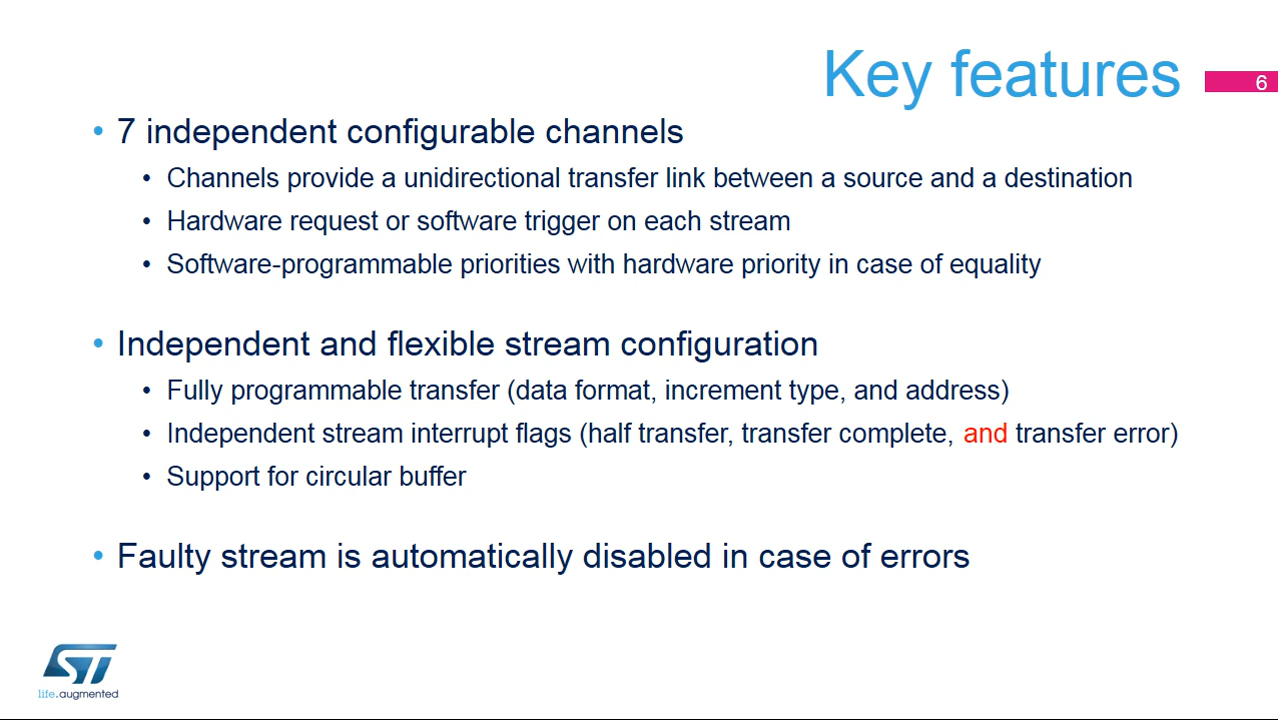 Key features
6
• 7 independent configurable channels
• Channels provide a unidirectional transfer link between a source and a destination
• Hardware request or software trigger on each stream
• Software-programmable priorities with hardware priority in case of equality
• Independent and flexible stream configuration
• Fully programmable transfer (data format, increment type, and address)
• Independent stream interrupt flags (half transfer, transfer complete, and transfer error)
• Support for circular buffer
• Faulty stream is automatically disabled in case of errors
ST
life.augmented